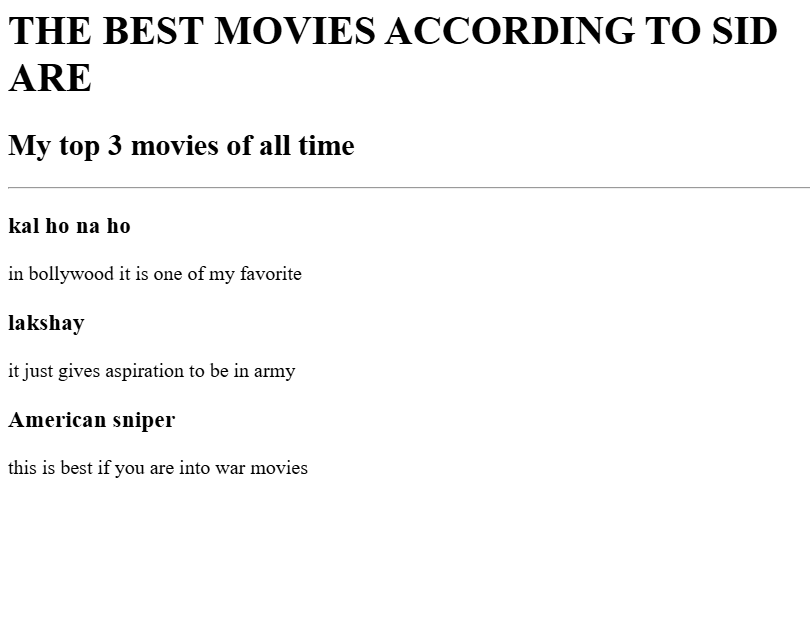 THE BEST MOVIES ACCORDING TO SID
ARE
My top 3 movies of all time
kal ho na ho
in bollywood it is one of my favorite
lakshay
it just gives aspiration to be in army
American sniper
this is best if you are into war movies